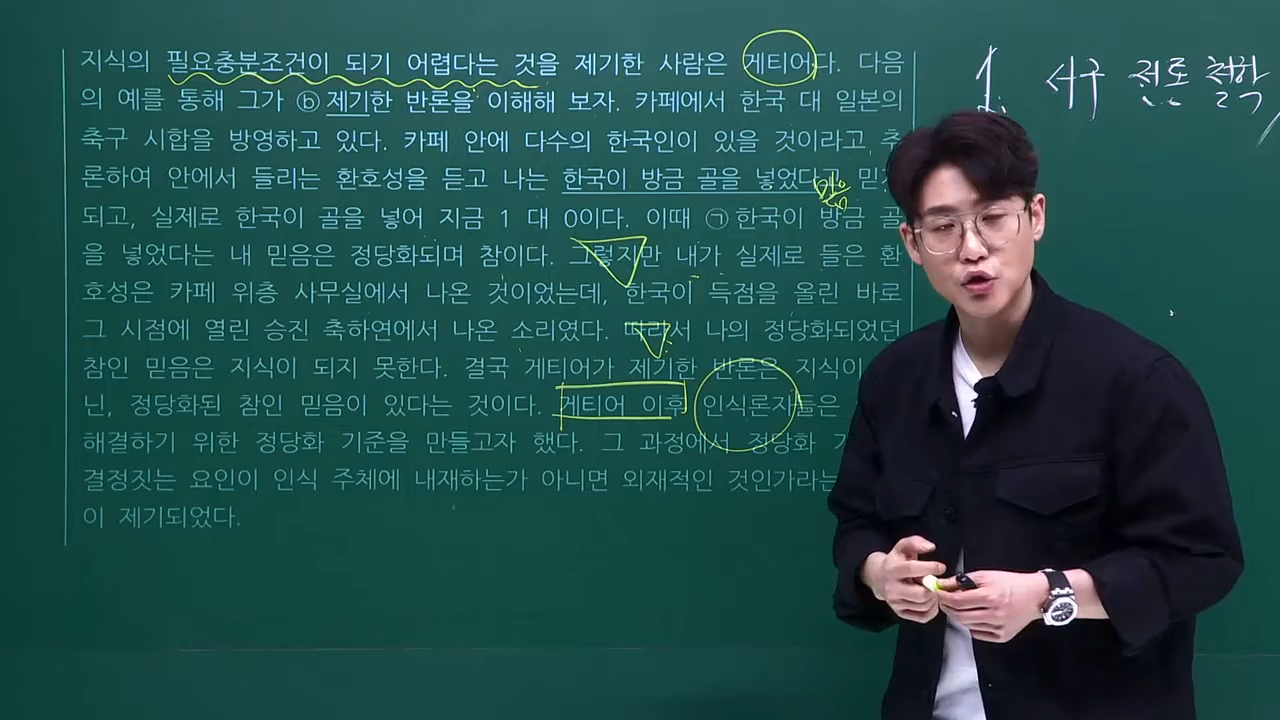 지식의 필요충분조건이 되기 어렵다는 것을 제기한 사람은 게티어다. 다음
의 예를 통해 그가 ⓑ 제기한 반론을 이해해 보자. 카페에서 한국 대 일본의
축구 시합을 방영하고 있다. 카페 안에 다수의 한국인이 있을 것이라고 추
론하여 안에서 들리는 환호성을 듣고 나는 한국이 방금 골을 넣었다
되고, 실제로 한국이 골을 넣어 지금 1 대 0이다. 이때 ㉠ 한국이 방금 골
을 넣었다는 내 믿음은 정당화되며 참이다. 그렇지만 내가 실제로 들은 환
호성은 카페 위층 사무실에서 나온 것이었는데, 한국이 득점을 올린 바로
그 시점에 열린 승진 축하연에서 나온 소리였다. 따라서 나의 정당화되었던
참인 믿음은 지식이 되지 못한다. 결국 게티어가 제기한 반론은 지식이
닌, 정당화된 참인 믿음이 있다는 것이다. 게티어 이후 인식론자들은
해결하기 위한 정당화 기준을 만들고자 했다. 그 과정에서 정당화
결정짓는 요인이 인식 주체에 내재하는가 아니면 외재적인 것인가라는
이 제기되었다.
1. 서구 전통 철학